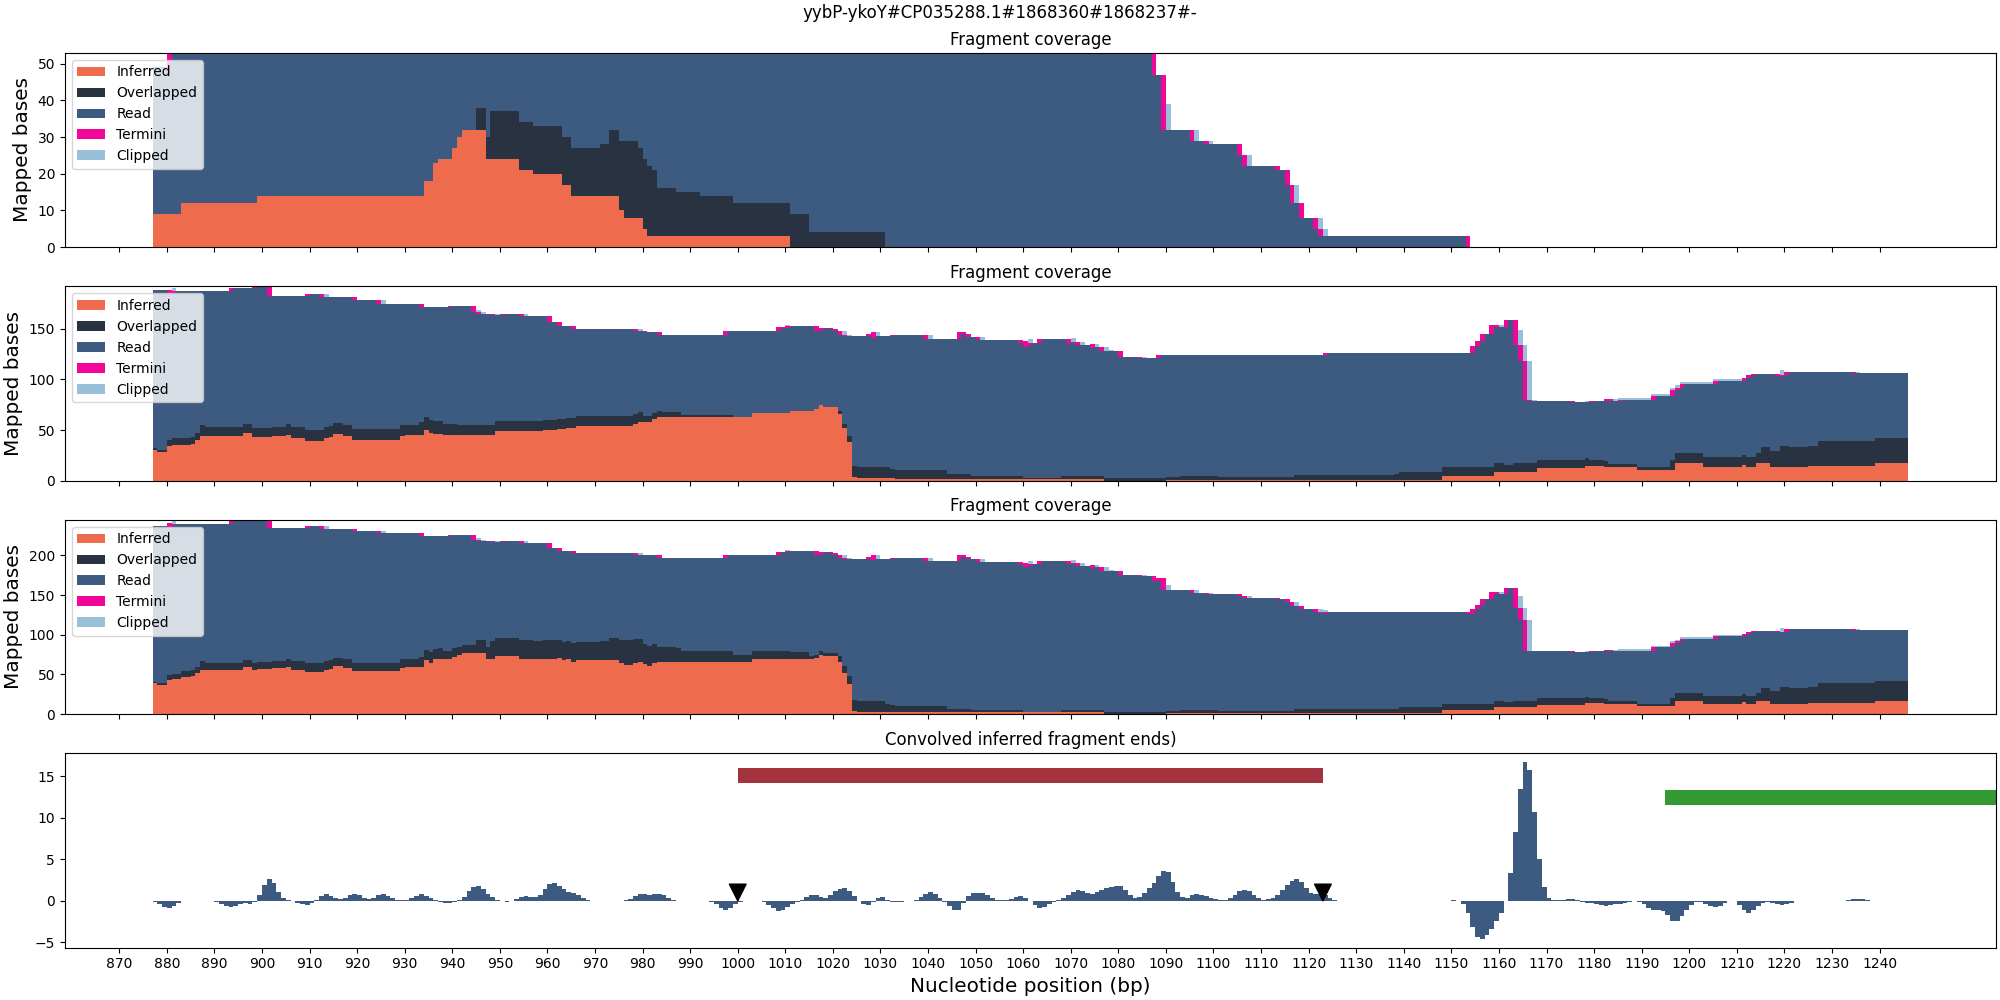 yybP-ykoY#CP035288.1#1868360#1868237#-
Fragment coverage
Mapped bases
50
40
30
20
10
0
Inferred
Overlapped
Read
Termini
Clipped
Fragment coverage
Mapped bases
150
100
50
0
Inferred
Overlapped
Read
Termini
Clipped
Fragment coverage
Mapped bases
200
150
100
50
0
Inferred
Overlapped
Read
Termini
Clipped
Convolved inferred fragment ends)
15
10
5
0
−5
870 880 890 900 910 920 930 940 950 960 970 980 990 1000 1010 1020 1030 1040 1050 1060 1070 1080 1090 1100 1110 1120 1130 1140 1150 1160 1170 1180 1190 1200 1210 1220 1230 1240
Nucleotide position (bp)